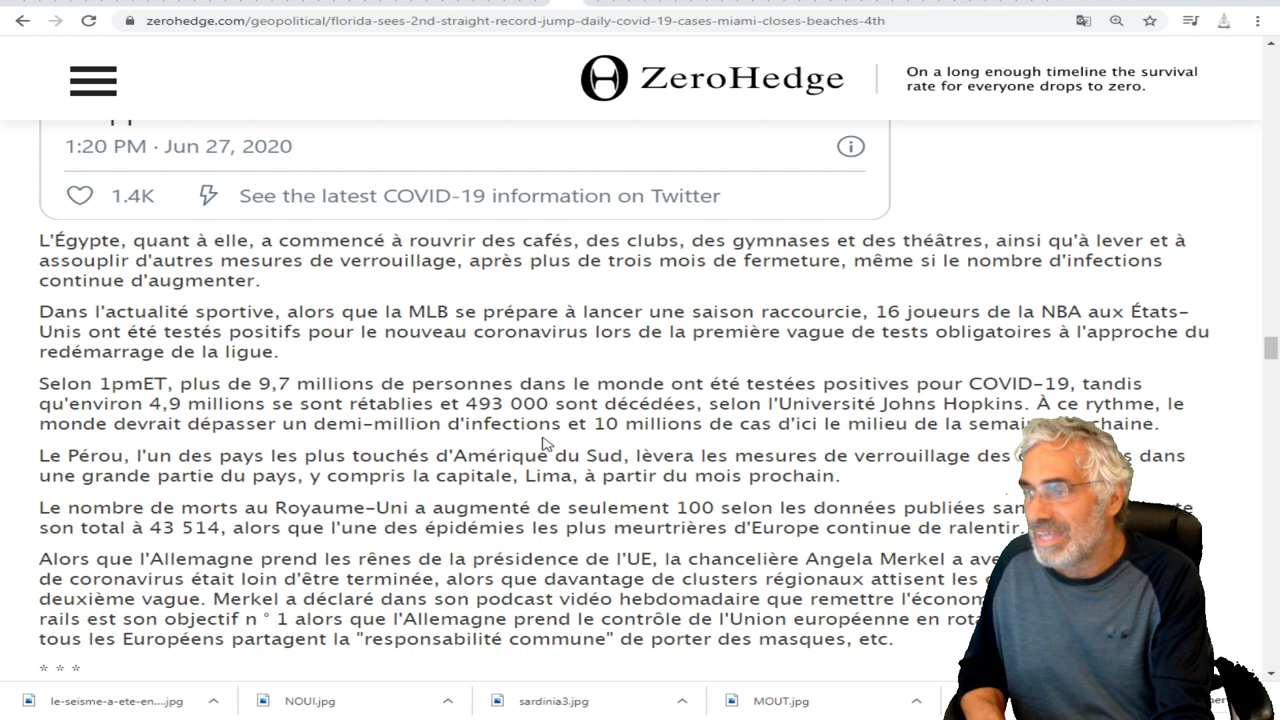 zerohedge.com/geopolitical/florida-sees-2nd-straight-record-jump-daily-covid-19-cases-miami-closes-beaches-4th
ZeroHedge
On a long enough timeline the survival
rate for everyone drops to zero.
1:20 PM · Jun 27, 2020
1.4K See the latest COVID-19 information on Twitter
L'Égypte, quant à elle, a commencé à rouvrir des cafés, des clubs, des gymnases et des théâtres, ainsi qu'à lever et à
assouplir d'autres mesures de verrouillage, après plus de trois mois de fermeture, même si le nombre d'infections
continue d'augmenter.
Dans l'actualité sportive, alors que la MLB se prépare à lancer une saison raccourcie, 16 joueurs de la NBA aux États-
Unis ont été testés positifs pour le nouveau coronavirus lors de la première vague de tests obligatoires à l'approche du
redémarrage de la ligue.
Selon 1pmET, plus de 9,7 millions de personnes dans le monde ont été testées positives pour COVID-19, tandis
qu'environ 4,9 millions se sont rétablies et 493 000 sont décédées, selon l'Université Johns Hopkins. À ce rythme, le
monde devrait dépasser un demi-million d'infections et 10 millions de cas d'ici le milieu de la
Le Pérou, l'un des pays les plus touchés d'Amérique du Sud, lèvera les mesures de verrouillage dans
une grande partie du pays, y compris la capitale, Lima, à partir du mois prochain.
Le nombre de morts au Royaume-Uni a augmenté de seulement 100 selon les données publiées
son total à 43 514, alors que l'une des épidémies les plus meurtrières d'Europe continue de ralentir.
Alors que l'Allemagne prend les rênes de la présidence de l'UE, la chancelière Angela Merkel a
de coronavirus était loin d'être terminée, alors que davantage de clusters régionaux attisent les
deuxième vague. Merkel a déclaré dans son podcast vidéo hebdomadaire que remettre
rails est son objectif n ° 1 alors que l'Allemagne prend le contrôle de l'Union européenne en
tous les Européens partagent la "responsabilité commune" de porter des masques, etc.
* * *
le-seisme-a-ete-en....jpg NOUI.jpg sardinia3.jpg MOUT.jpg